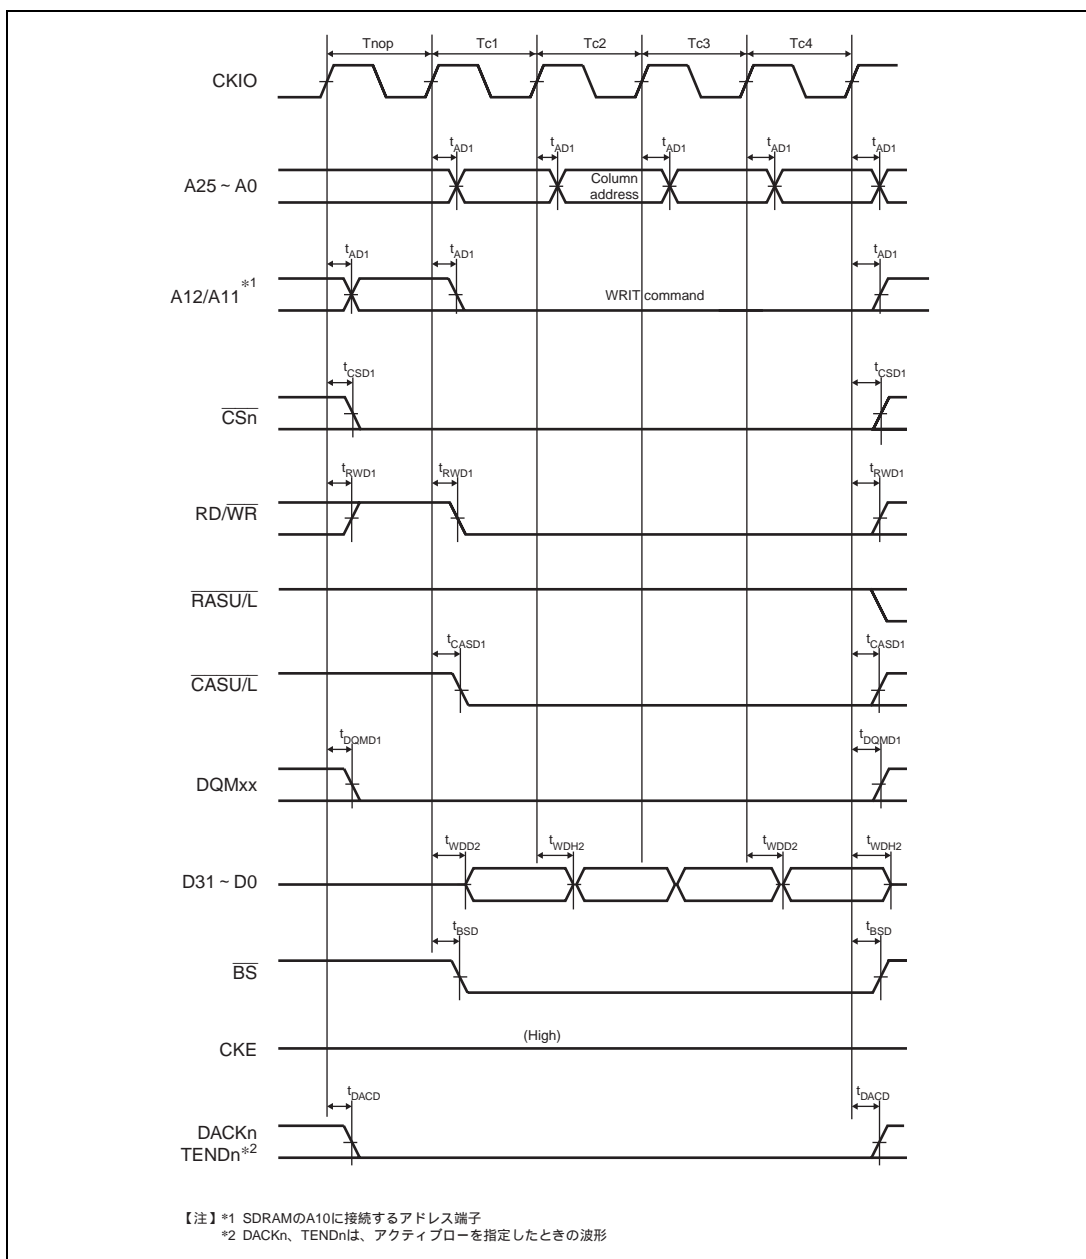 Tnop Tc1 Tc2 Tc3 Tc4
CKIO
tAD1 tAD1 tAD1 tAD1 tAD1
A25 ~ A0
Column
address
tAD1 tAD1 tAD1
A12/A11*1
WRIT command
tCSD1 tCSD1
CSn
tRWD1 tRWD1 tRWD1
RD/WR
RASU/L
tCASD1 tCASD1
CASU/L
tDQMD1 tDQMD1
DQMxx
tWDD2 tWDH2 tWDD2 tWDH2
D31 ~ D0
tBSD tBSD
BS
(High)
CKE
tDACD tDACD
DACKn
TENDn*2
【注】*1 SDRAMのA10に接続するアドレス端子
*2 DACKn、TENDnは、アクティブローを指定したときの波形